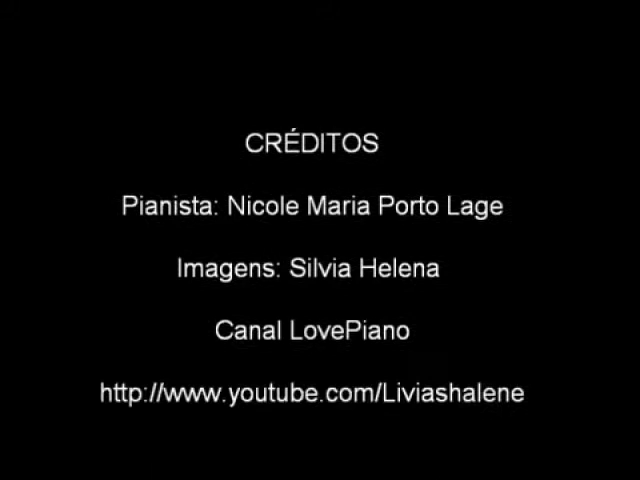 CRÉDITOS
Pianista: Nicole Maria Porto Lage
Imagens: Silvia Helena
Canal LovePiano
http://www.youtube.com/Liviashalene